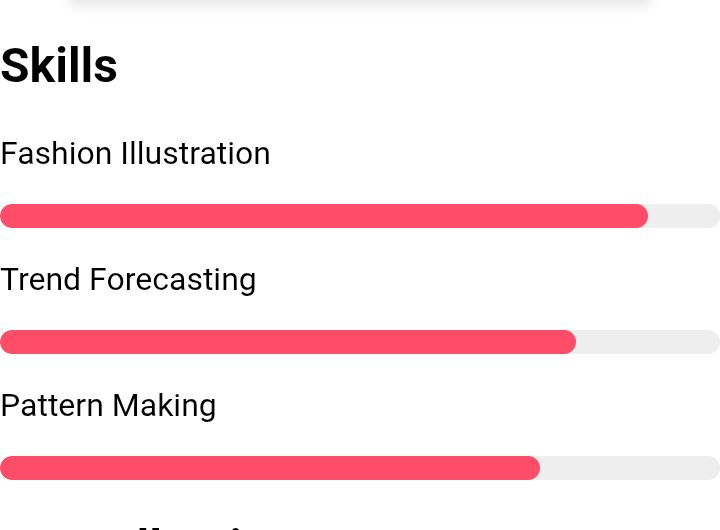 Skills
Fashion Illustration
Trend Forecasting
Pattern Making